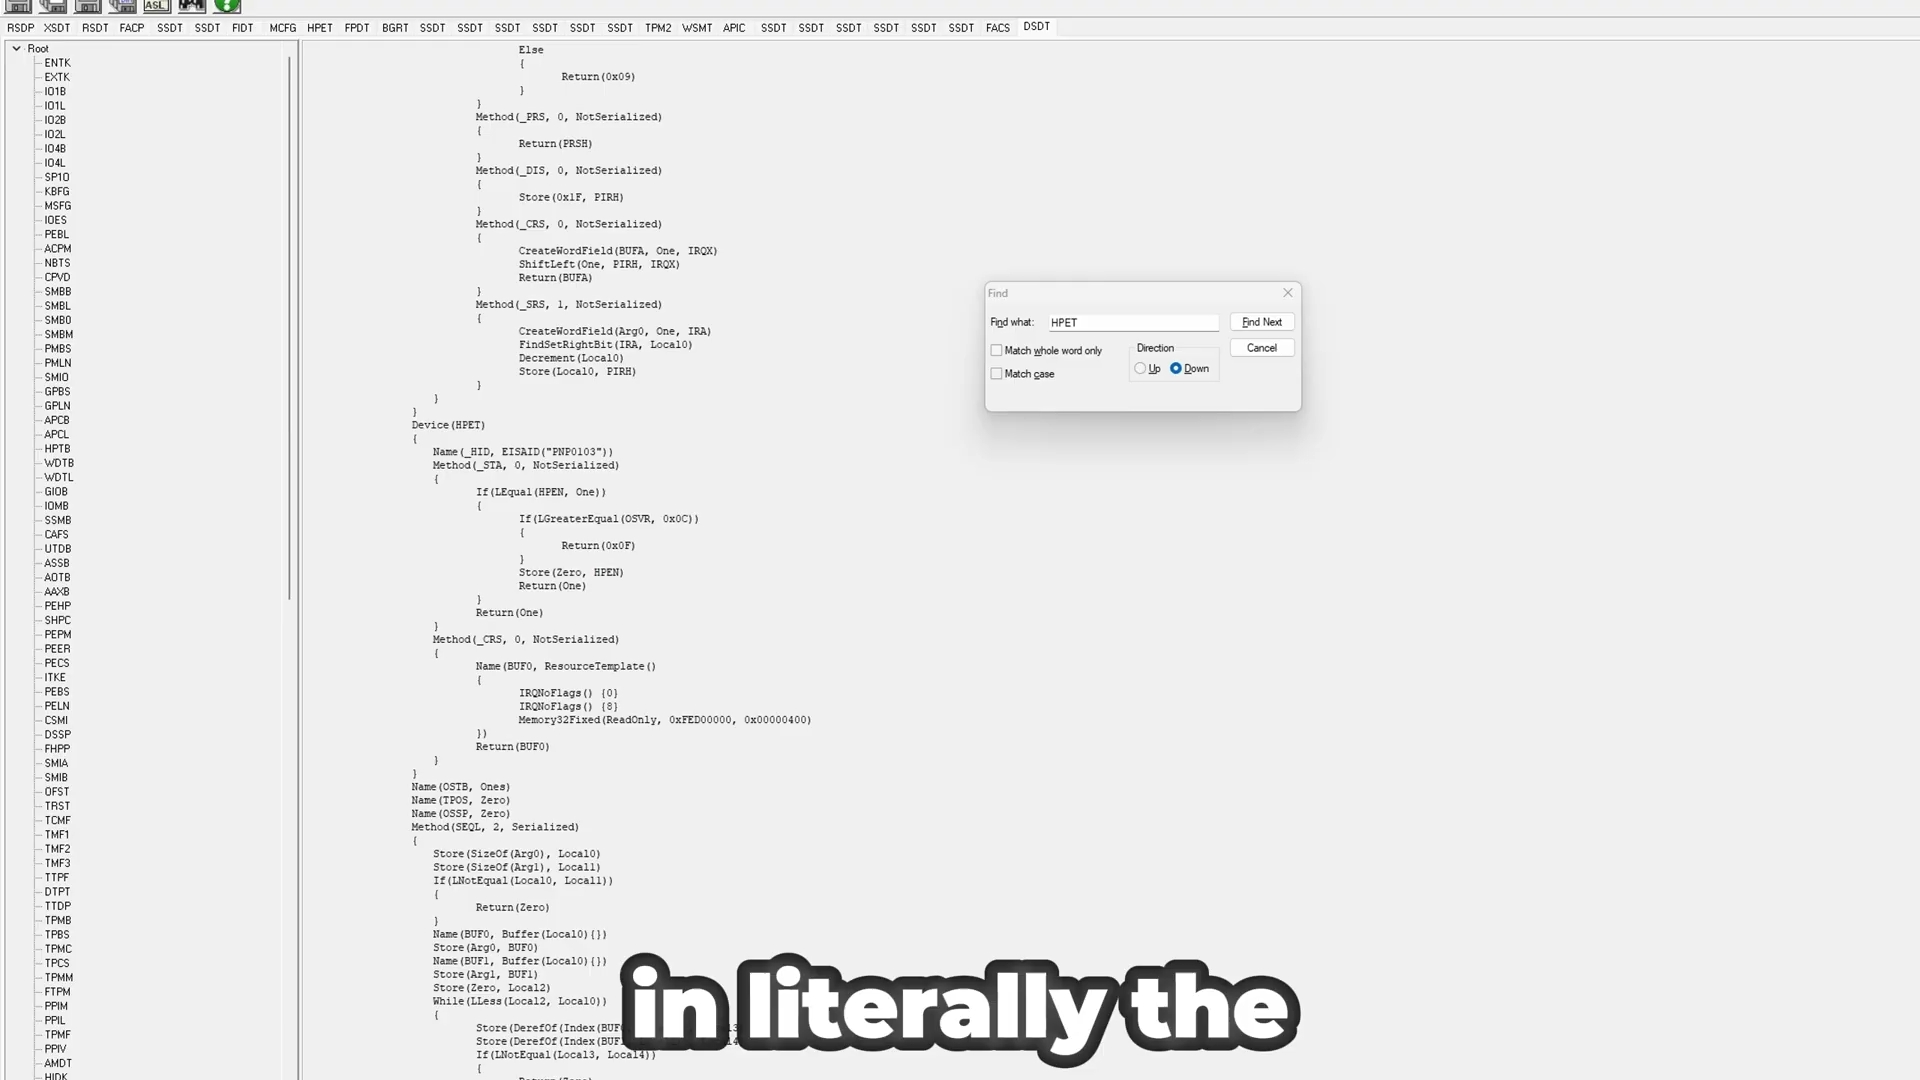 ASL
RSDP XSDT RSDT FACP SSDT SSDT FIDT MCFG HPET FPDT BGRT SSDT SSDT SSDT SSDT SSDT SSDT TPM2 WSMT APIC SSDT SSDT SSDT SSDT SSDT SSDT FACS DSDT
Root
ENTK
EXTK
IO1B
IO1L
IO2B
IO2L
IO4B
IO4L
SP1O
KBFG
MSFG
IOES
PEBL
ACPM
NBTS
CPVD
SMBB
SMBL
SMB0
SMBM
PMBS
PMLN
SMIO
GPBS
GPLN
APCB
APCL
HPTB
WDTB
WDTL
GIOB
IOMB
SSMB
CAFS
UTDB
ASSB
AOTB
AAXB
PEHP
SHPC
PEPM
PEER
PECS
ITKE
PEBS
PELN
CSMI
DSSP
FHPP
SMIA
SMIB
OFST
TRST
TCMF
TMF1
TMF2
TMF3
TTPF
DTPT
TTDP
TPMB
TPBS
TPMC
TPCS
TPMM
FTPM
PPIM
PPIL
TPMF
PPIV
AMDT
HIDK
Else
{
Return(0x09)
}
}
Method(_PRS, 0, NotSerialized)
{
Return(PRSH)
}
Method(_DIS, 0, NotSerialized)
{
Store(0x1F, PIRH)
}
Method(_CRS, 0, NotSerialized)
{
CreateWordField(BUFA, One, IRQX)
ShiftLeft(One, PIRH, IRQX)
Return(BUFA)
}
Method(_SRS, 1, NotSerialized)
{
CreateWordField(Arg0, One, IRA)
FindSetRightBit(IRA, Local0)
Decrement(Local0)
Store(Local0, PIRH)
}
}
}
Device(HPET)
{
Name(_HID, EISAID("PNP0103"))
Method(_STA, 0, NotSerialized)
{
If(LEqual(HPEN, One))
{
If(LGreaterEqual(OSVR, 0x0C))
{
Return(0x0F)
}
Store(Zero, HPEN)
Return(One)
}
Return(One)
}
Method(_CRS, 0, NotSerialized)
{
Name(BUF0, ResourceTemplate()
{
IRQNoFlags() {0}
IRQNoFlags() {8}
Memory32Fixed(ReadOnly, 0xFED00000, 0x00000400)
})
Return(BUF0)
}
}
Name(OSTB, Ones)
Name(TPOS, Zero)
Name(OSSP, Zero)
Method(SEQL, 2, Serialized)
{
Store(SizeOf(Arg0), Local0)
Store(SizeOf(Arg1), Local1)
If(LNotEqual(Local0, Local1))
{
Return(Zero)
}
Name(BUF0, Buffer(Local0){})
Store(Arg0, BUF0)
Name(BUF1, Buffer(Local0){})
Store(Arg1, BUF1)
Store(Zero, Local2)
While(LLess(Local2, Local0))
{
Store(DerefOf(Index(BUF
Store(DerefOf(Index(BUF
If(LNotEqual(Local3, Local4))
{
Find
Find what: HPET Find Next
Match whole word only Direction Cancel
Match case Up Down
in literally the